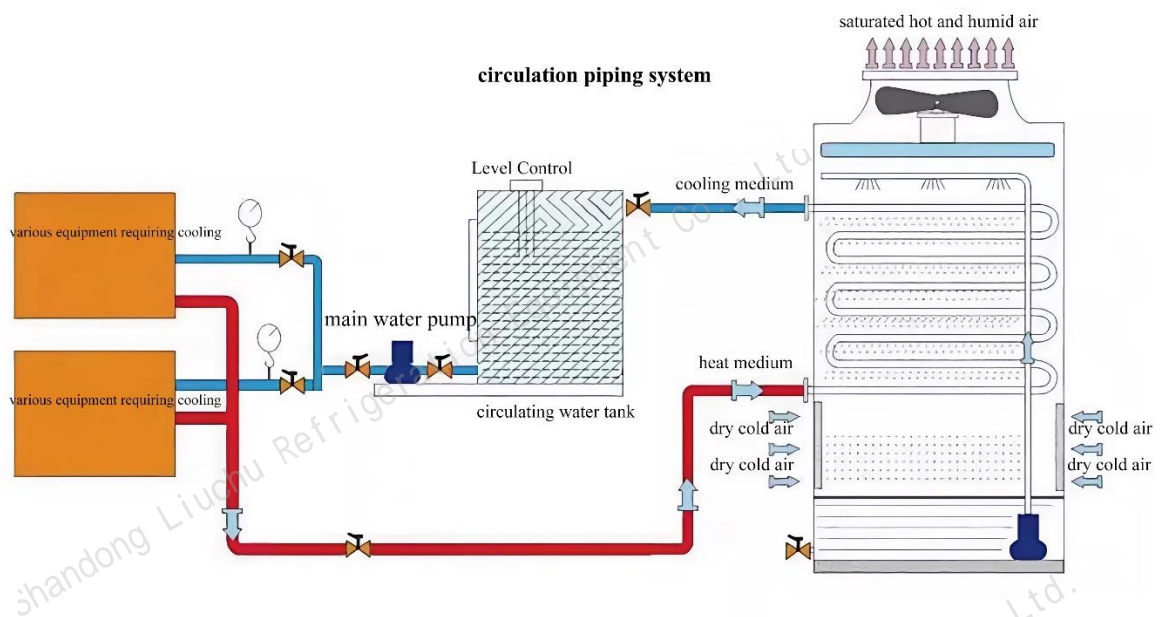 saturated hot and humid air
circulation piping system
Level Control
cooling medium
various equipment requiring cooling
main water pump
heat medium
various equipment requiring cooling
circulating water tank
dry cold air
dry cold air
dry cold air
dry cold air
Shandong Liuchu Refrigeration Equipment Co., Ltd.
Ltd.